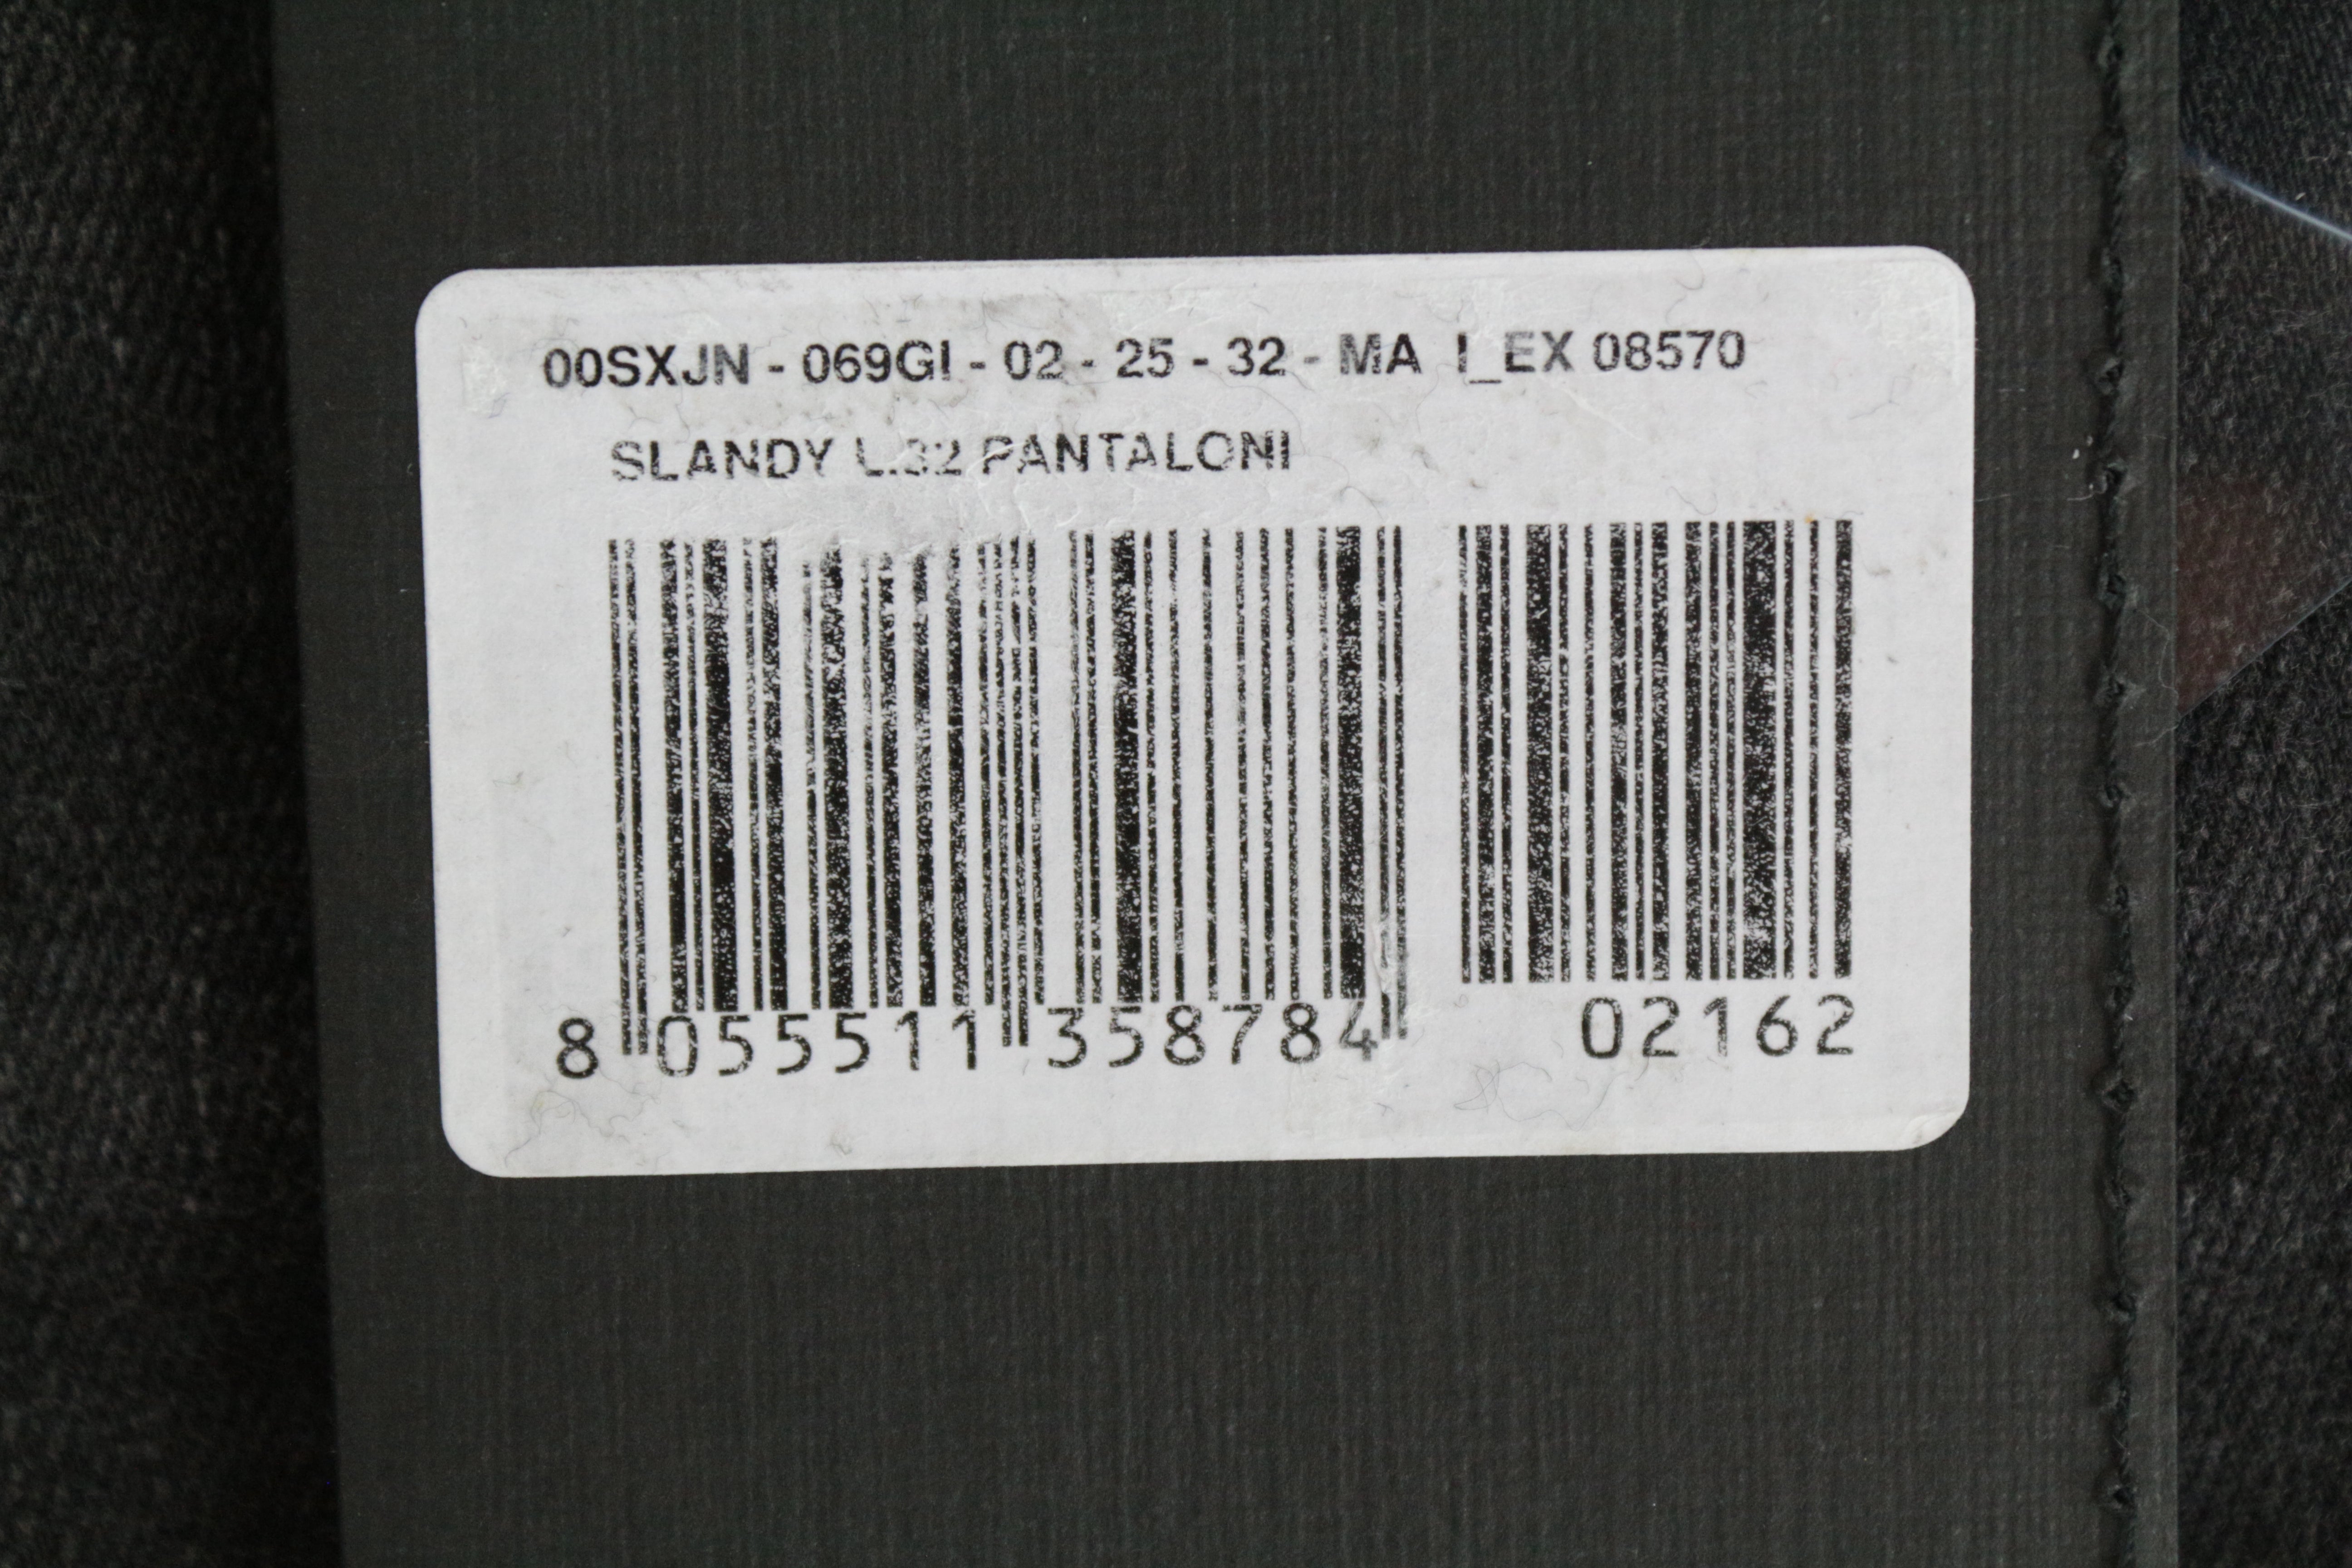 00SXJN - 069GI - 02 - 25 - 32 - MA I_EX 08570
SLANDY L.32 PANTALONI
8 055511 358784 02162